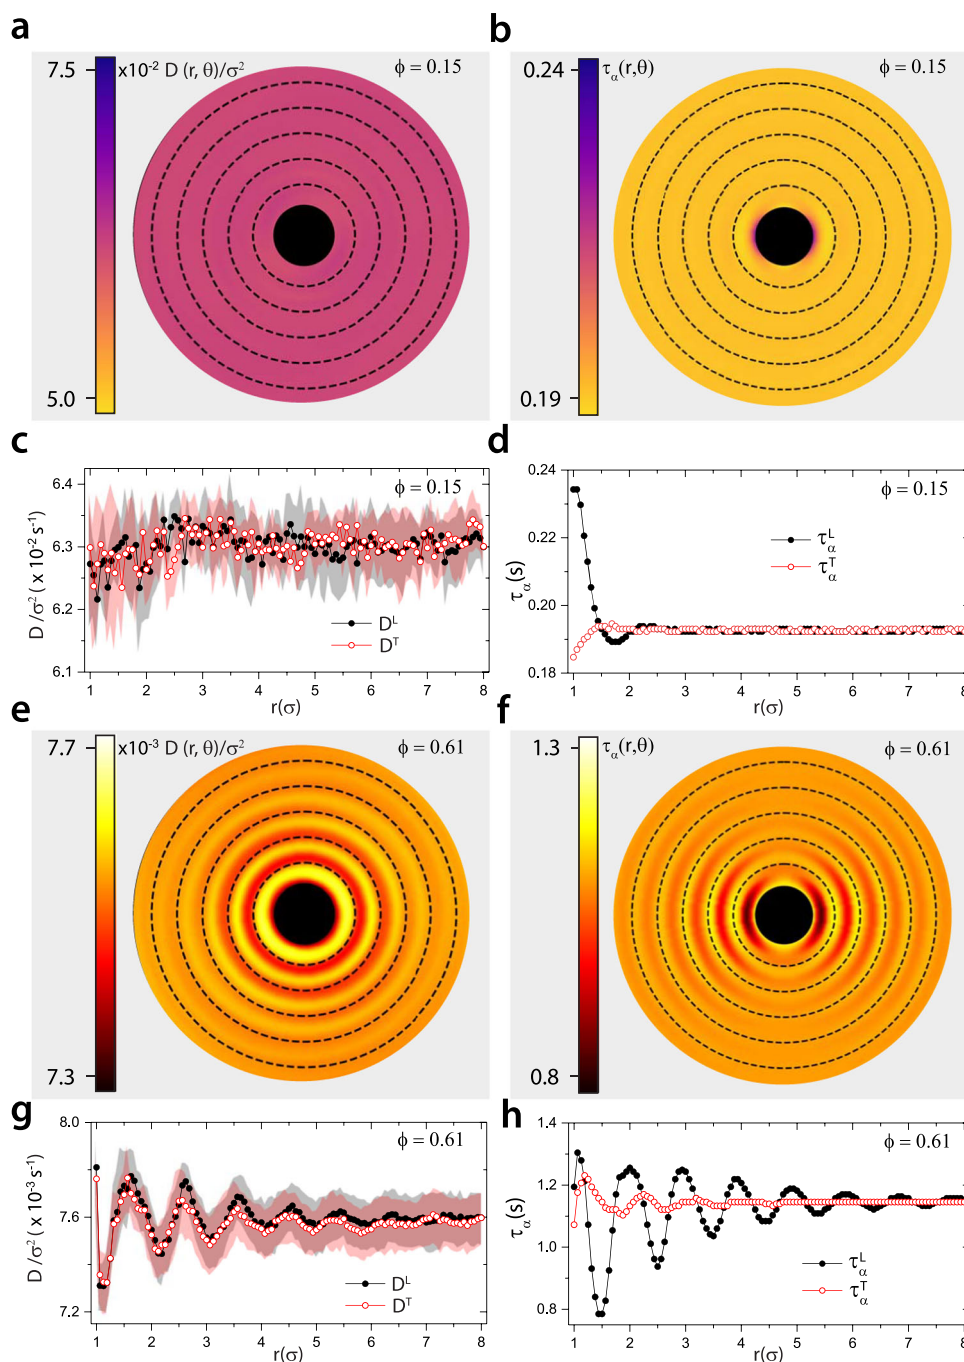 a
7.5
x10⁻² D (r, θ)/σ²
ϕ = 0.15
5.0
b
0.24
τα(r,θ)
ϕ = 0.15
0.19
c
6.4
6.3
6.2
6.1
D /σ² ( x 10⁻² s⁻¹)
ϕ = 0.15
Dᴸ
Dᵀ
1 2 3 4 5 6 7 8
r(σ)
d
0.24
0.22
0.20
0.18
τα(s)
ϕ = 0.15
ταᴸ(s)
ταᵀ(s)
1 2 3 4 5 6 7 8
r(σ)
e
7.7
x10⁻³ D (r, θ)/σ²
ϕ = 0.61
7.3
f
1.3
τα(r,θ)
ϕ = 0.61
0.8
g
8.0
7.6
7.2
D /σ² ( x 10⁻³ s⁻¹)
ϕ = 0.61
Dᴸ
Dᵀ
1 2 3 4 5 6 7 8
r(σ)
h
1.4
1.2
1.0
0.8
τα(s)
ϕ = 0.61
ταᴸ(s)
ταᵀ(s)
1 2 3 4 5 6 7 8
r(σ)